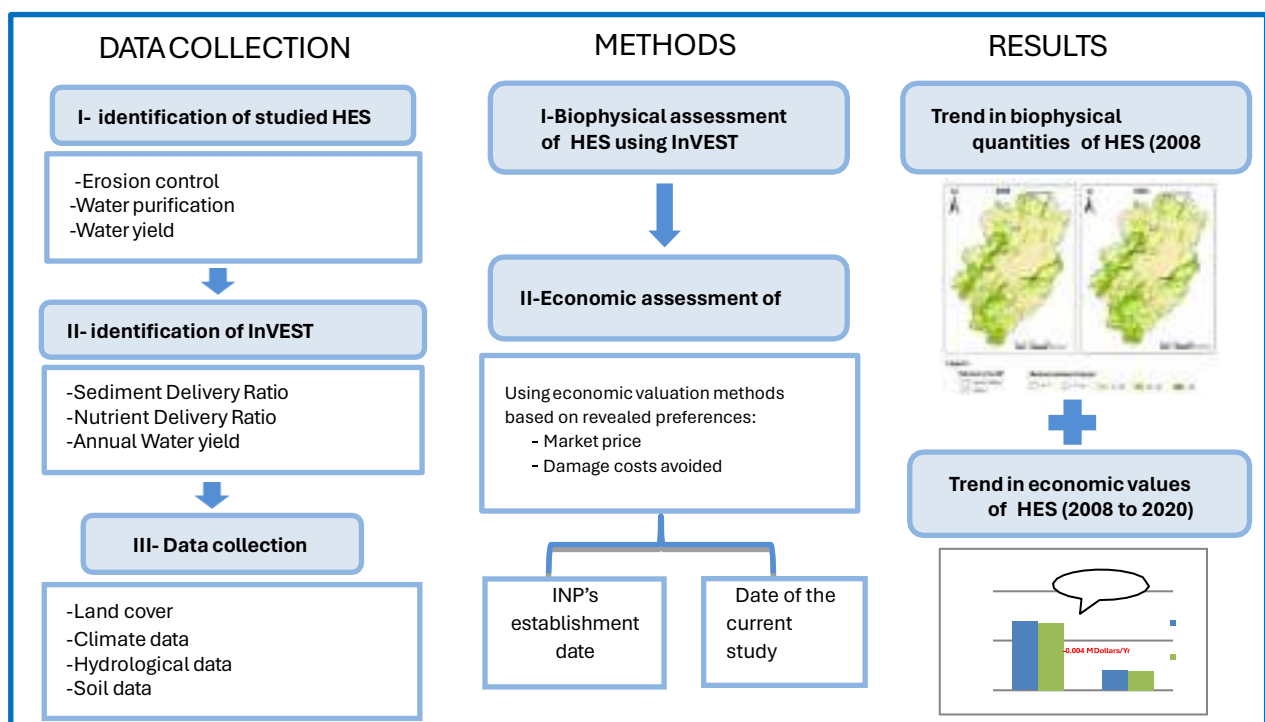 DATA COLLECTION
I- identification of studied HES
-Erosion control
-Water purification
-Water yield
II- identification of InVEST
-Sediment Delivery Ratio
-Nutrient Delivery Ratio
-Annual Water yield
III- Data collection
-Land cover
-Climate data
-Hydrological data
-Soil data
METHODS
I-Biophysical assessment
of HES using InVEST
II-Economic assessment of
Using economic valuation methods
based on revealed preferences:
- Market price
- Damage costs avoided
INP's
establishment
date
Date of the
current
study
RESULTS
Trend in biophysical
quantities of HES (2008
Trend in economic values
of HES (2008 to 2020)
-0.004 MDollars/Yr